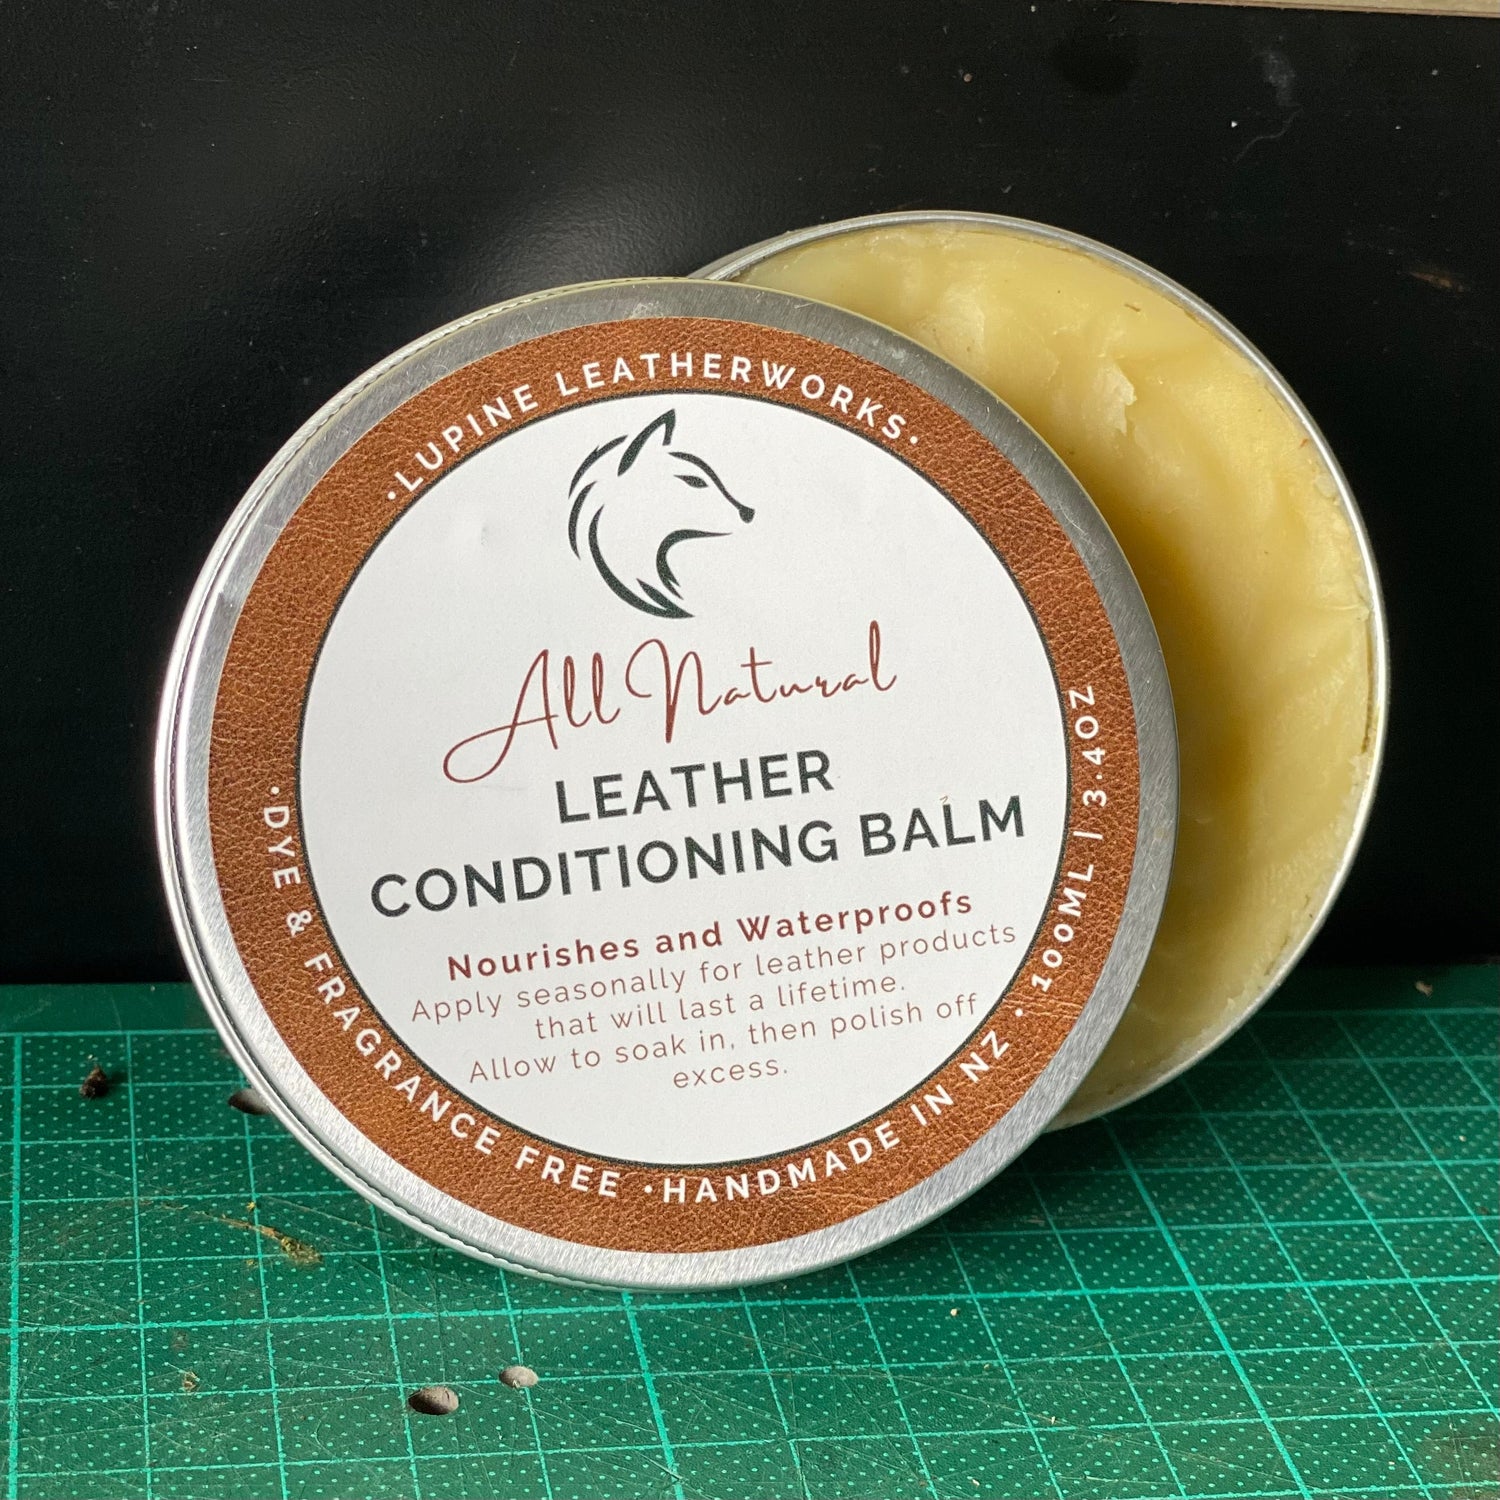 ·LUPINE LEATHERWORKS·
All Natural
LEATHER
CONDITIONING BALM
Nourishes and Waterproofs
Apply seasonally for leather products
that will last a lifetime.
Allow to soak in, then polish off
excess.
·DYE & FRAGRANCE FREE
·HANDMADE IN NZ · 100ML | 3.4OZ